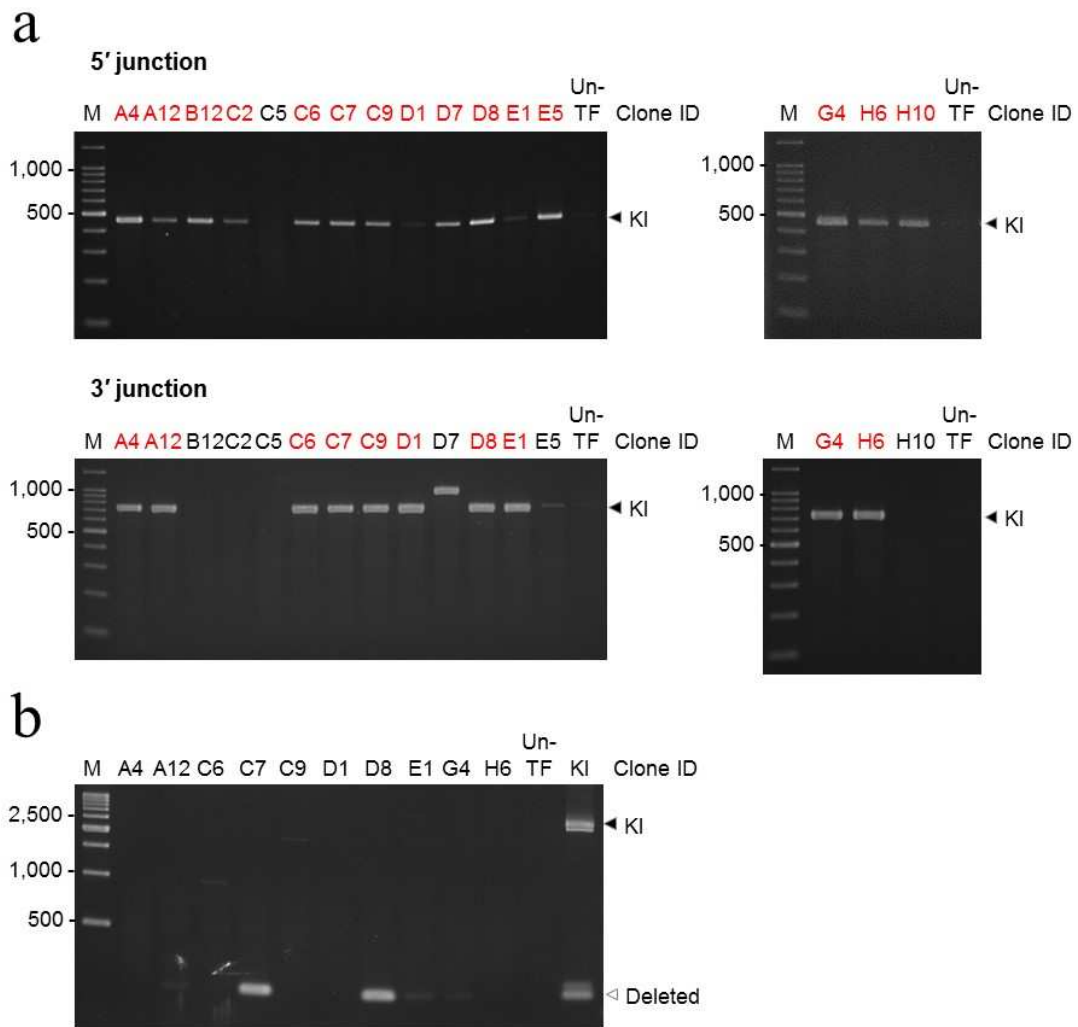 a
5′ junction
Un-
M A4 A12 B12 C2 C5 C6 C7 C9 D1 D7 D8 E1 E5 TF Clone ID
1,000
500
KI
Un-
M G4 H6 H10 TF Clone ID
1,000
500
KI
3′ junction
Un-
M A4 A12 B12 C2 C5 C6 C7 C9 D1 D7 D8 E1 E5 TF Clone ID
1,000
500
KI
Un-
M G4 H6 H10 TF Clone ID
1,000
500
KI
b
Un-
M A4 A12 C6 C7 C9 D1 D8 E1 G4 H6 TF KI Clone ID
2,500
KI
1,000
500
Deleted